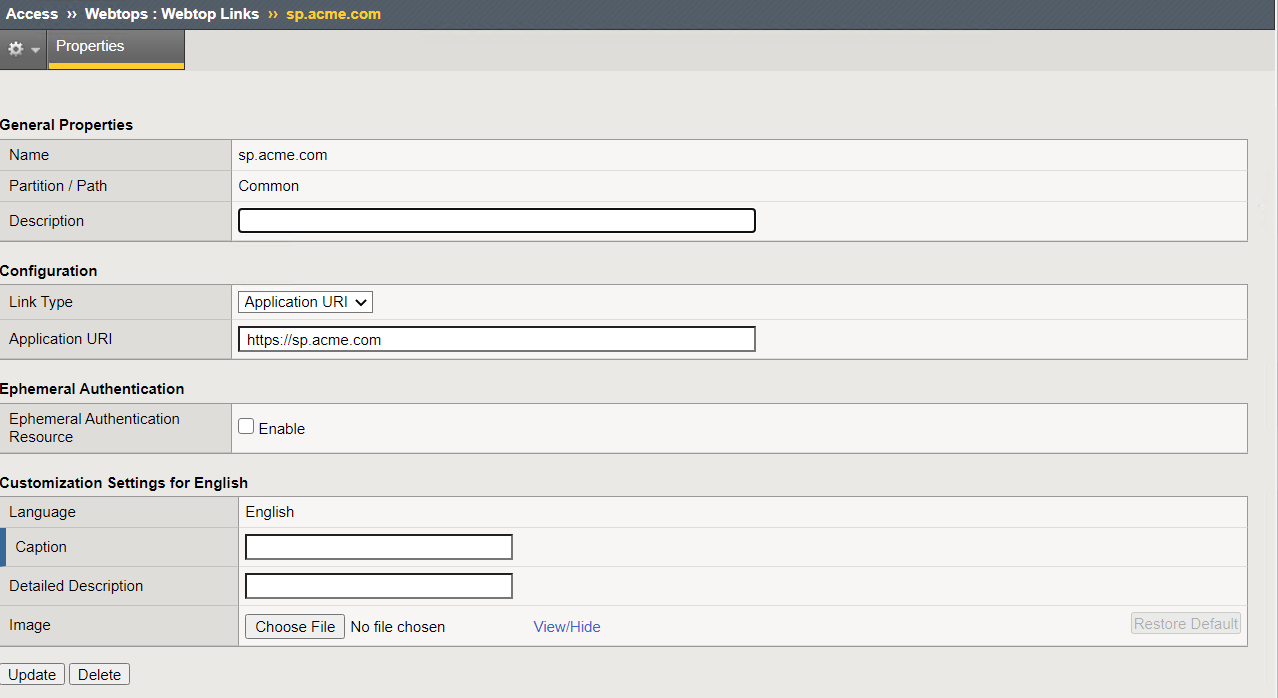 Access ›› Webtops : Webtop Links ›› sp.acme.com
Properties
General Properties
Name sp.acme.com
Partition / Path Common
Description
Configuration
Link Type Application URI
Application URI https://sp.acme.com
Ephemeral Authentication
Ephemeral Authentication
Resource
Enable
Customization Settings for English
Language English
Caption
Detailed Description
Image Choose File No file chosen View/Hide Restore Default
Update Delete